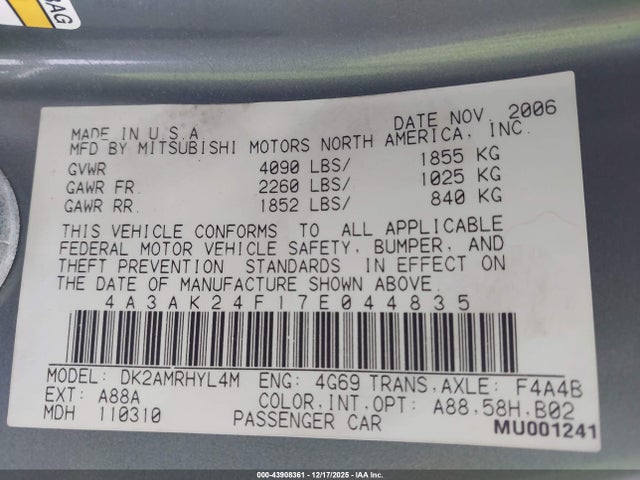 BAG
DATE NOV. 2006
MADE IN U.S.A.
MFD BY MITSUBISHI MOTORS NORTH AMERICA, INC.
GVWR 4090 LBS/ 1855 KG
GAWR FR. 2260 LBS/ 1025 KG
GAWR RR. 1852 LBS/ 840 KG
THIS VEHICLE CONFORMS TO ALL APPLICABLE
FEDERAL MOTOR VEHICLE SAFETY, BUMPER, AND
THEFT PREVENTION STANDARDS IN EFFECT ON
THE DATE OF MANUFACTURE SHOWN ABOVE.
4A3AK24F17E044835
MODEL: DK2AMRHYL4M ENG: 4G69 TRANS,AXLE: F4A4B
EXT: A88A COLOR.INT.OPT: A88.58H.B02
MDH 110310 PASSENGER CAR MU001241
000-43908361 - 12/17/2025 - IAA Inc.